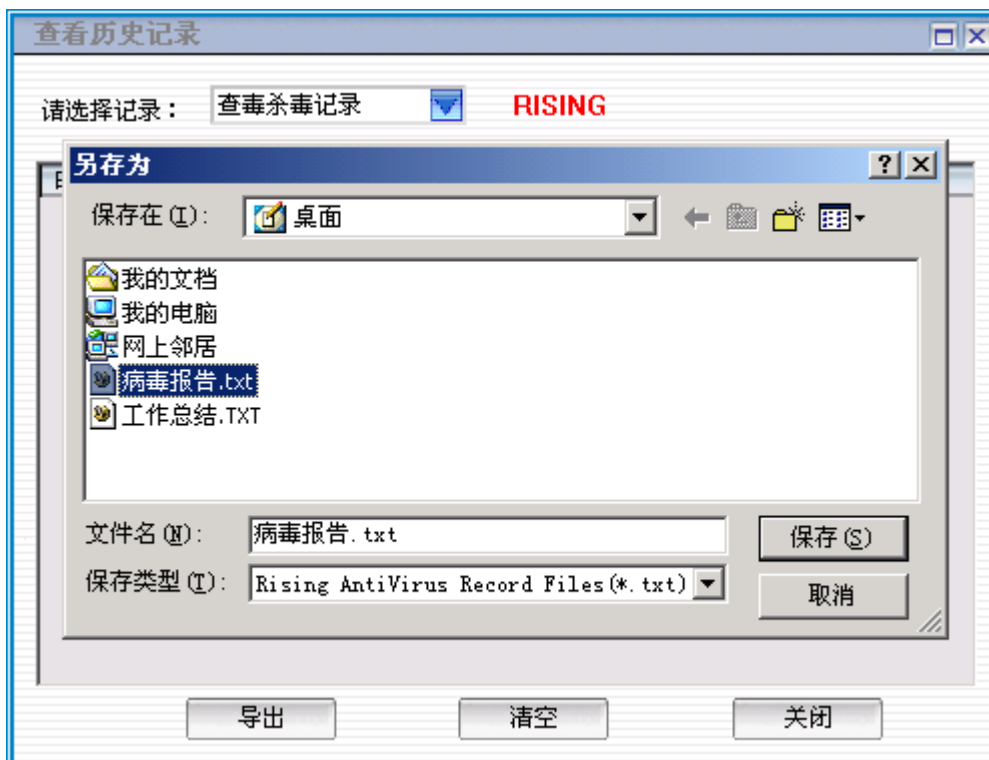 查看历史记录
请选择记录： 查毒杀毒记录 RISING
另存为
保存在(I): 桌面
我的文档
我的电脑
网上邻居
病毒报告.txt
工作总结.TXT
文件名(N): 病毒报告.txt 保存(S)
保存类型(T): Rising AntiVirus Record Files(*.txt) 取消
导出 清空 关闭